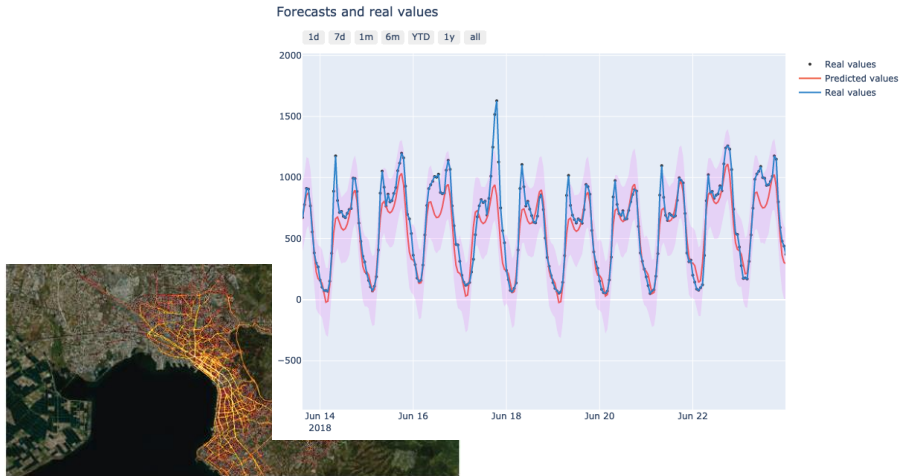 Forecasts and real values
1d 7d 1m 6m YTD 1y all
2000
1500
1000
500
0
−500
Jun 14 Jun 16 Jun 18 Jun 20 Jun 22
2018
Real values
Predicted values
Real values